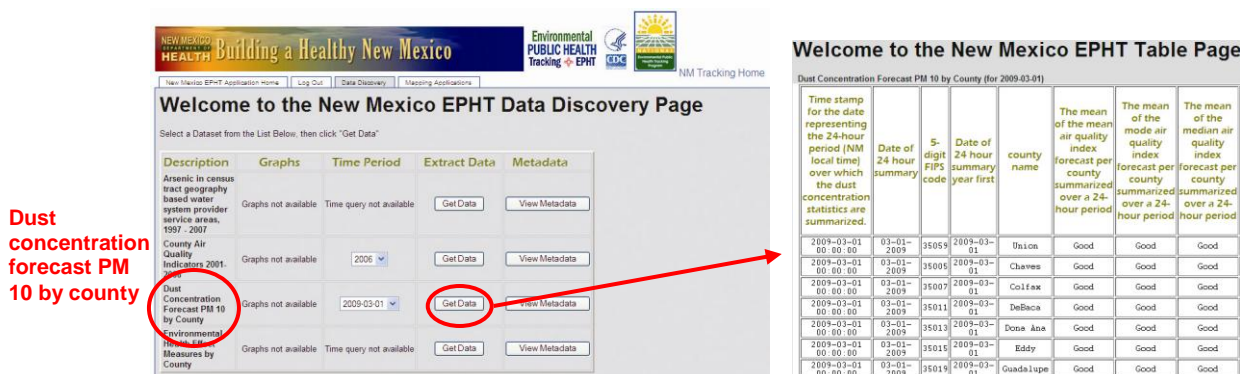 NEW MEXICO
DEPARTMENT OF
HEALTH Building a Healthy New Mexico
Environmental
PUBLIC HEALTH
Tracking EPHT
CDC
NM Tracking Home
New Mexico EPHT Application Home Log Out Data Discovery Mapping Applications
Welcome to the New Mexico EPHT Data Discovery Page
Select a Dataset from the List Below, then click "Get Data"
Description Graphs Time Period Extract Data Metadata
Arsenic in census
tract geography
based water
system provider
service areas,
1997 - 2007
Graphs not available Time query not available Get Data View Metadata
County Air
Quality
Indicators 2001-
Graphs not available 2006 Get Data View Metadata
Dust
Concentration
Forecast PM 10
by County
Graphs not available 2009-03-01 Get Data View Metadata
Environmental
Health Effect
Measures by
County
Graphs not available Time query not available Get Data View Metadata
Dust
concentration
forecast PM
10 by county
Welcome to the New Mexico EPHT Table Page
Dust Concentration Forecast PM 10 by County (for 2009-03-01)
Time stamp
for the date
representing
the 24-hour
period (NM
local time)
over which
the dust
concentration
statistics are
summarized.
Date of
24 hour
summary
5-
digit
FIPS
code
Date of
24 hour
summary
year first
county
name
The mean
of the mean
air quality
index
forecast per
county
summarized
over a 24-
hour period
The mean
of the
mode air
quality
index
forecast per
county
summarized
over a 24-
hour period
The mean
of the
median air
quality
index
forecast per
county
summarized
over a 24-
hour period
2009-03-01 03-01- 35059 2009-03- Union Good Good Good
00:00:00 2009 01
2009-03-01 03-01- 35005 2009-03- Chaves Good Good Good
00:00:00 2009 01
2009-03-01 03-01- 35007 2009-03- Colfax Good Good Good
00:00:00 2009 01
2009-03-01 03-01- 35011 2009-03- DeBaca Good Good Good
00:00:00 2009 01
2009-03-01 03-01- 35013 2009-03- Dona Ana Good Good Good
00:00:00 2009 01
2009-03-01 03-01- 35015 2009-03- Eddy Good Good Good
00:00:00 2009 01
2009-03-01 03-01- 35019 2009-03- Guadalupe Good Good Good
00:00:00 2009 01